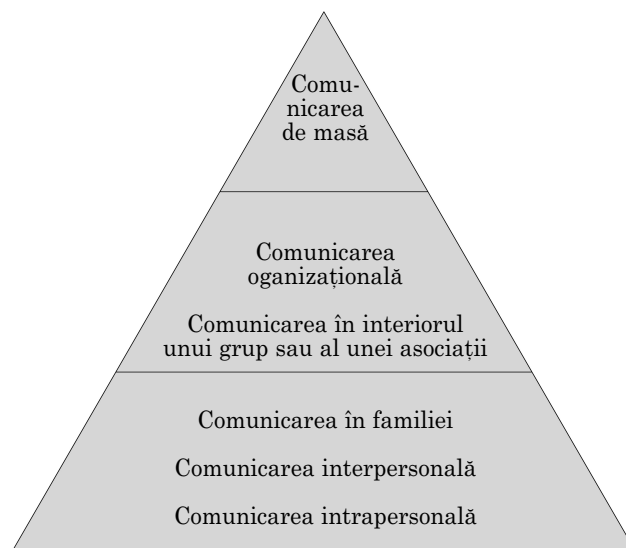 Comu-
nicarea
de masă
Comunicarea
oganizațională
Comunicarea în interiorul
unui grup sau al unei asociații
Comunicarea în familiei
Comunicarea interpersonală
Comunicarea intrapersonală